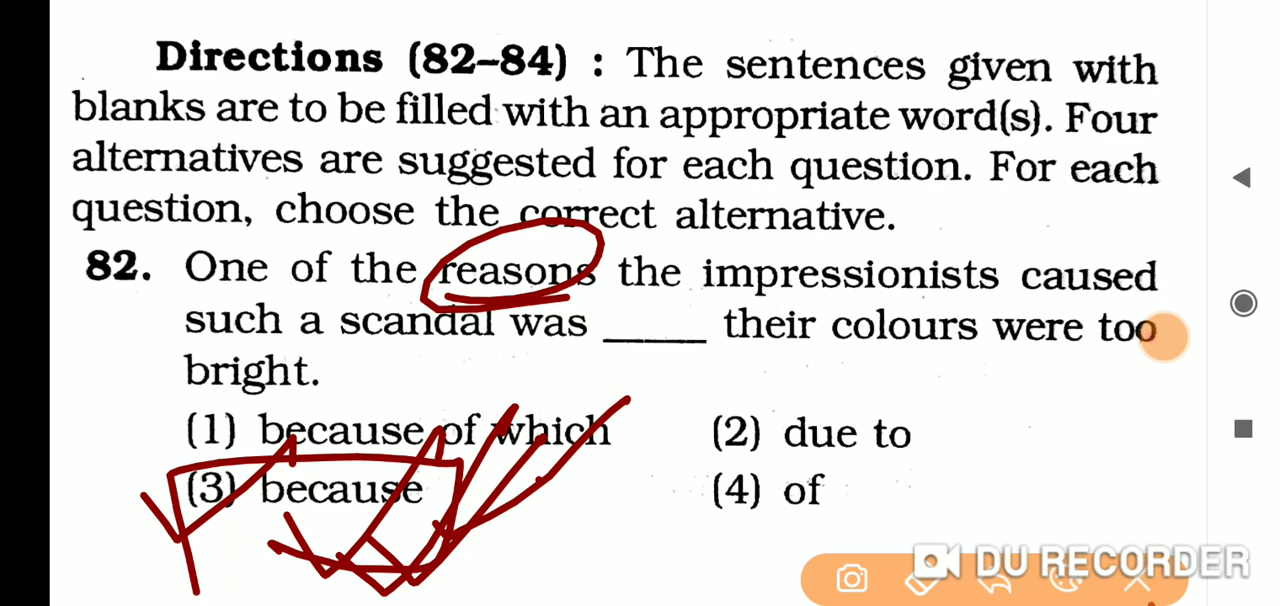 Directions (82–84) : The sentences given with
blanks are to be filled with an appropriate word(s). Four
alternatives are suggested for each question. For each
question, choose the correct alternative.
82. One of the reasons the impressionists caused
such a scandal was _____ their colours were too
bright.
(1) because of which (2) due to
(3) because (4) of
DU RECORDER